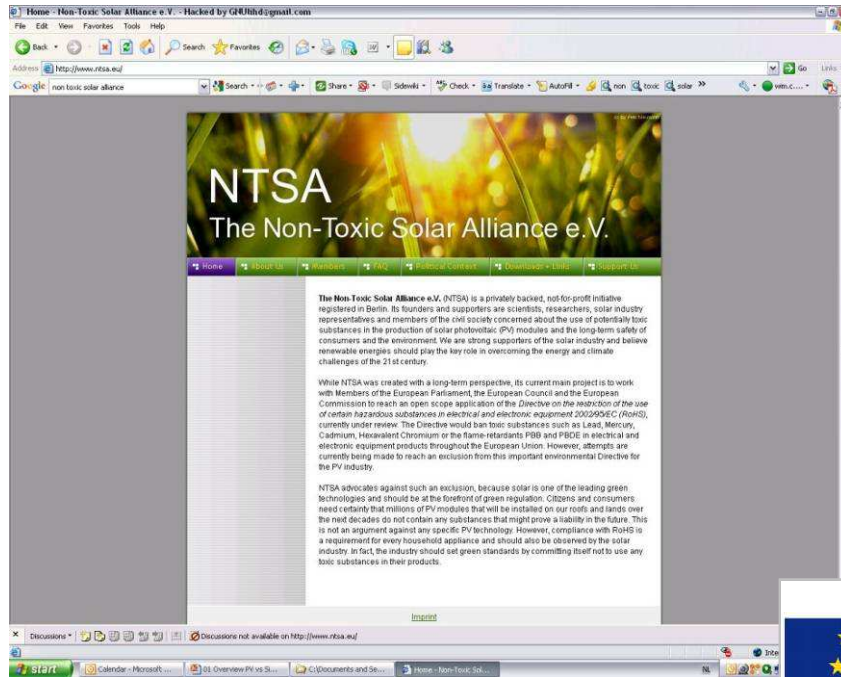 Home - Non-Toxic Solar Alliance e.V. - Hacked by GNUthd@gmail.com
File Edit View Favorites Tools Help
Back Search Favorites
Address http://www.ntsa.eu/ Go Links
Google non toxic solar alliance Search Share Sidewiki Check Translate AutoFill non toxic solar
NTSA
The Non-Toxic Solar Alliance e.V.
Home About Us Members FAQ Political Context Downloads + Links Support Us
The Non-Toxic Solar Alliance e.V. (NTSA) is a privately backed, not-for-profit initiative
registered in Berlin. Its founders and supporters are scientists, researchers, solar industry
representatives and members of the civil society concerned about the use of potentially toxic
substances in the production of solar photovoltaic (PV) modules and the long-term safety of
consumers and the environment. We are strong supporters of the solar industry and believe
renewable energies should play the key role in overcoming the energy and climate
challenges of the 21st century.
While NTSA was created with a long-term perspective, its current main project is to work
with Members of the European Parliament, the European Council and the European
Commission to reach an open scope application of the Directive on the restriction of the use
of certain hazardous substances in electrical and electronic equipment 2002/95/EC (RoHS),
currently under review. The Directive would ban toxic substances such as Lead, Mercury,
Cadmium, Hexavalent Chromium or the flame-retardants PBB and PBDE in electrical and
electronic equipment products throughout the European Union. However, attempts are
currently being made to reach an exclusion from this important environmental Directive for
the PV industry.
NTSA advocates against such an exclusion, because solar is one of the leading green
technologies and should be at the forefront of green regulation. Citizens and consumers
need certainty that millions of PV modules that will be installed on our roofs and lands over
the next decades do not contain any substances that might prove a liability in the future. This
is not an argument against any specific PV technology. However, compliance with RoHS is
a requirement for every household appliance and should also be observed by the solar
industry. In fact, the industry should set green standards by committing itself not to use any
toxic substances in their products.
Imprint
Discussions Discussions not available on http://www.ntsa.eu/
Inte
start Calendar - Microsoft ... 01 Overview PV vs Si... C:\Documents and Se... Home - Non-Toxic Sol... NL